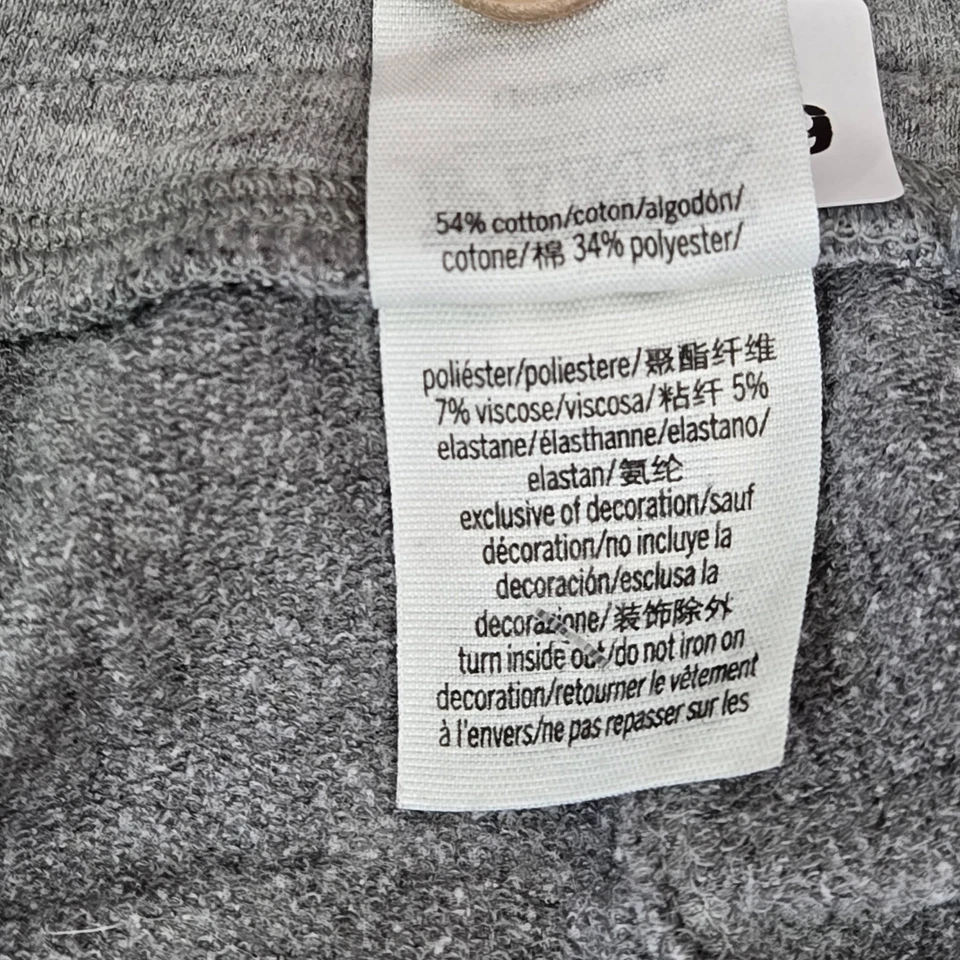 54% cotton/coton/algodón/
cotone/棉 34% polyester/
poliéster/poliestere/聚酯纤维
7% viscose/viscosa/粘纤 5%
elastane/élasthanne/elastano/
elastan/氨纶
exclusive of decoration/sauf
décoration/no incluye la
decoración/esclusa la
decorazione/装饰除外
turn inside out/do not iron on
decoration/retourner le vêtement
à l'envers/ne pas repasser sur les